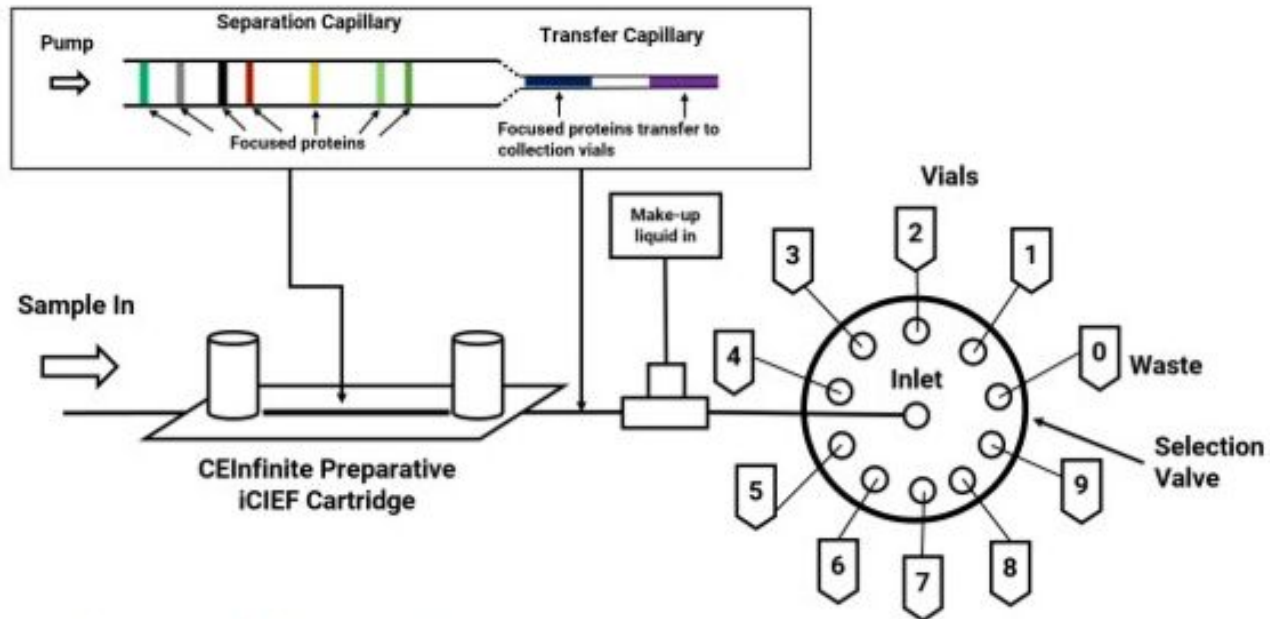 Separation Capillary
Transfer Capillary
Pump
Focused proteins
Focused proteins transfer to
collection vials
Vials
Make-up
liquid in
2
3
1
Sample In
4
0
Waste
Inlet
Selection
Valve
CEInfinite Preparative
iCIEF Cartridge
5
9
6
7
8